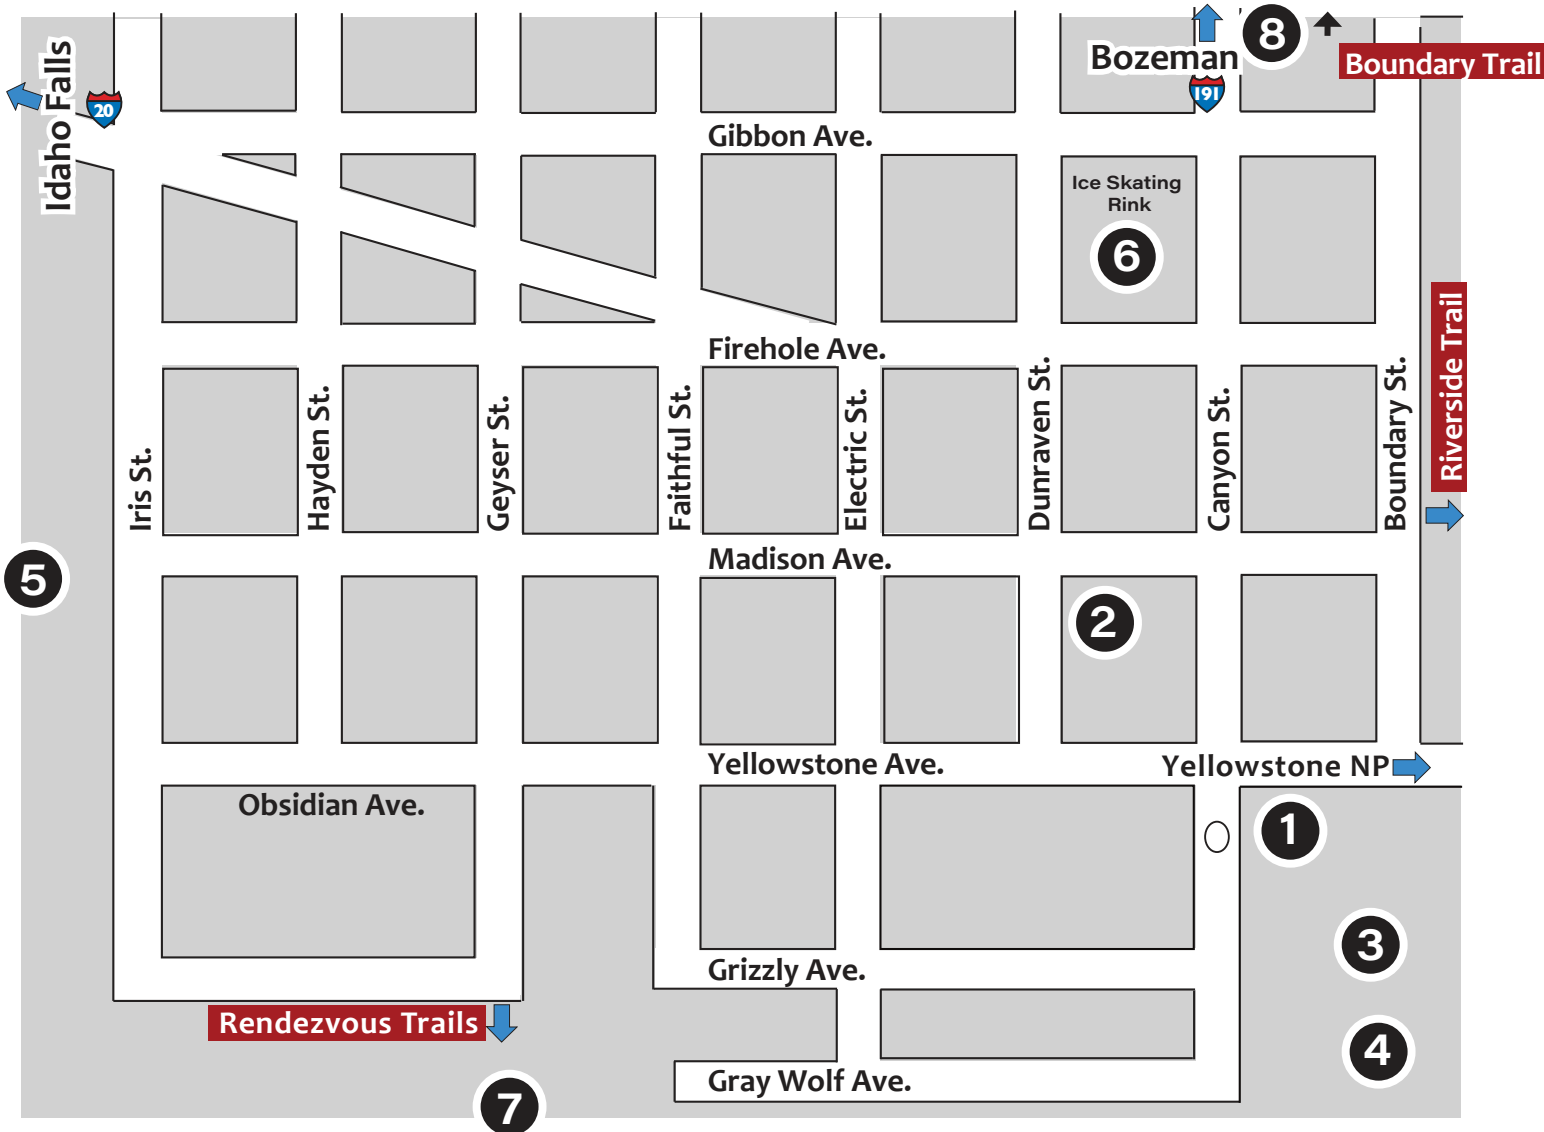 8
Bozeman
Boundary Trail
Idaho Falls
20
191
Gibbon Ave.
Ice Skating
Rink
6
Firehole Ave.
Riverside Trail
Iris St.
Hayden St.
Geyser St.
Faithful St.
Electric St.
Dunraven St.
Canyon St.
Boundary St.
Madison Ave.
5
2
Yellowstone Ave.
Yellowstone NP
Obsidian Ave.
1
3
Grizzly Ave.
Rendezvous Trails
4
Gray Wolf Ave.
7